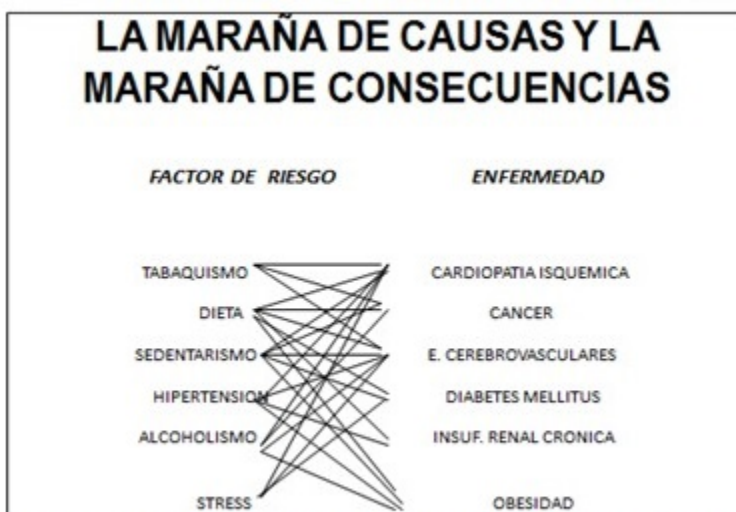 LA MARAÑA DE CAUSAS Y LA
MARAÑA DE CONSECUENCIAS
FACTOR DE RIESGO ENFERMEDAD
TABAQUISMO CARDIOPATIA ISQUEMICA
DIETA CANCER
SEDENTARISMO E. CEREBROVASCULARES
HIPERTENSION DIABETES MELLITUS
ALCOHOLISMO INSUF. RENAL CRONICA
STRESS OBESIDAD